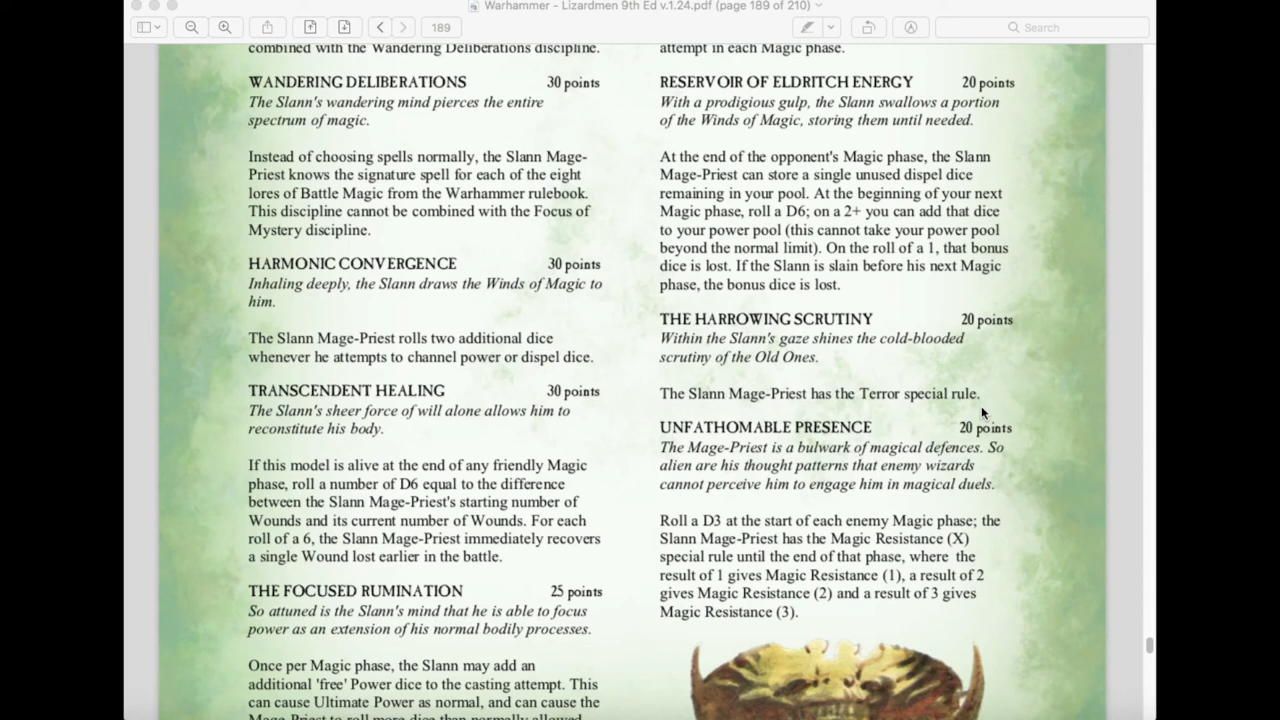 Warhammer - Lizardmen 9th Ed v.1.24.pdf (page 189 of 210)
189
Search
combined with the Wandering Deliberations discipline.
WANDERING DELIBERATIONS 30 points
The Slann's wandering mind pierces the entire
spectrum of magic.
Instead of choosing spells normally, the Slann Mage-
Priest knows the signature spell for each of the eight
lores of Battle Magic from the Warhammer rulebook.
This discipline cannot be combined with the Focus of
Mystery discipline.
HARMONIC CONVERGENCE 30 points
Inhaling deeply, the Slann draws the Winds of Magic to
him.
The Slann Mage-Priest rolls two additional dice
whenever he attempts to channel power or dispel dice.
TRANSCENDENT HEALING 30 points
The Slann's sheer force of will alone allows him to
reconstitute his body.
If this model is alive at the end of any friendly Magic
phase, roll a number of D6 equal to the difference
between the Slann Mage-Priest's starting number of
Wounds and its current number of Wounds. For each
roll of a 6, the Slann Mage-Priest immediately recovers
a single Wound lost earlier in the battle.
THE FOCUSED RUMINATION 25 points
So attuned is the Slann's mind that he is able to focus
power as an extension of his normal bodily processes.
Once per Magic phase, the Slann may add an
additional 'free' Power dice to the casting attempt. This
can cause Ultimate Power as normal, and can cause the
Mage-Priest to roll more dice than normally allowed
attempt in each Magic phase.
RESERVOIR OF ELDRITCH ENERGY 20 points
With a prodigious gulp, the Slann swallows a portion
of the Winds of Magic, storing them until needed.
At the end of the opponent's Magic phase, the Slann
Mage-Priest can store a single unused dispel dice
remaining in your pool. At the beginning of your next
Magic phase, roll a D6; on a 2+ you can add that dice
to your power pool (this cannot take your power pool
beyond the normal limit). On the roll of a 1, that bonus
dice is lost. If the Slann is slain before his next Magic
phase, the bonus dice is lost.
THE HARROWING SCRUTINY 20 points
Within the Slann's gaze shines the cold-blooded
scrutiny of the Old Ones.
The Slann Mage-Priest has the Terror special rule.
UNFATHOMABLE PRESENCE 20 points
The Mage-Priest is a bulwark of magical defences. So
alien are his thought patterns that enemy wizards
cannot perceive him to engage him in magical duels.
Roll a D3 at the start of each enemy Magic phase; the
Slann Mage-Priest has the Magic Resistance (X)
special rule until the end of that phase, where the
result of 1 gives Magic Resistance (1), a result of 2
gives Magic Resistance (2) and a result of 3 gives
Magic Resistance (3).